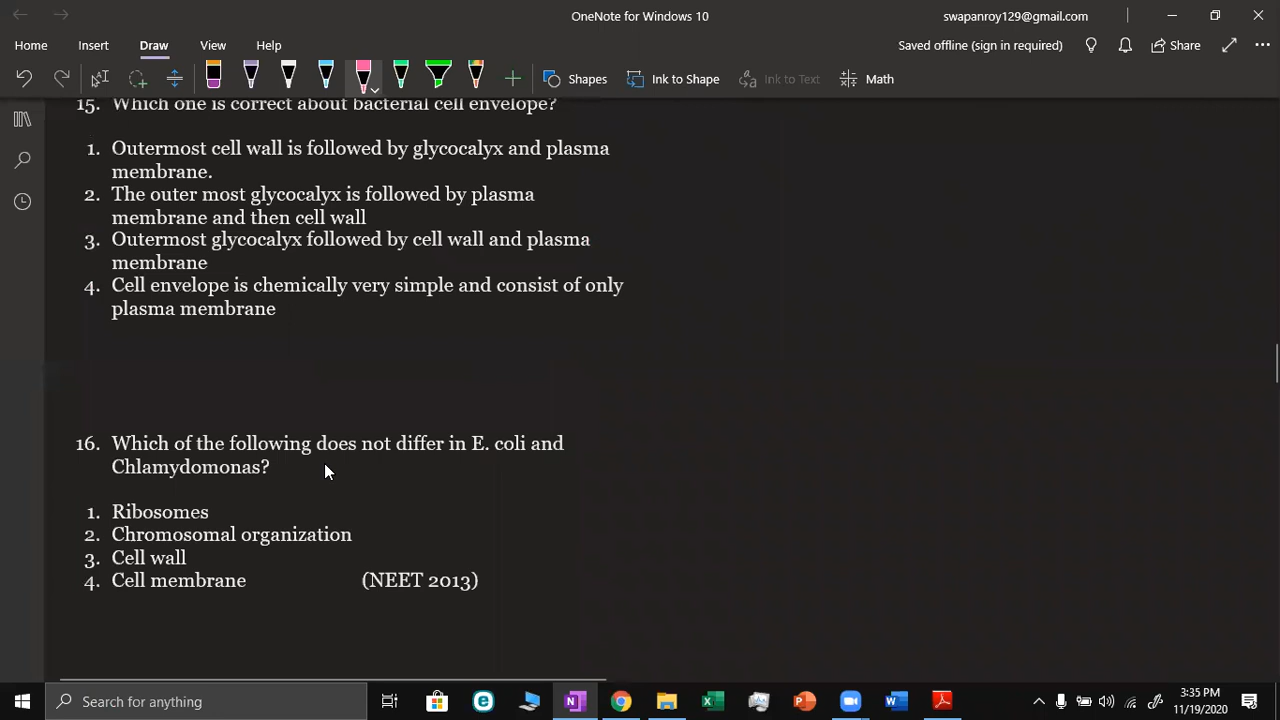 OneNote for Windows 10
swapanroy129@gmail.com
Home Insert Draw View Help
Saved offline (sign in required)
Share
Shapes
Ink to Shape
Ink to Text
Math
15. Which one is correct about bacterial cell envelope?
1. Outermost cell wall is followed by glycocalyx and plasma
membrane.
2. The outer most glycocalyx is followed by plasma
membrane and then cell wall
3. Outermost glycocalyx followed by cell wall and plasma
membrane
4. Cell envelope is chemically very simple and consist of only
plasma membrane
16. Which of the following does not differ in E. coli and
Chlamydomonas?
1. Ribosomes
2. Chromosomal organization
3. Cell wall
4. Cell membrane (NEET 2013)
Search for anything
3:35 PM
11/19/2020